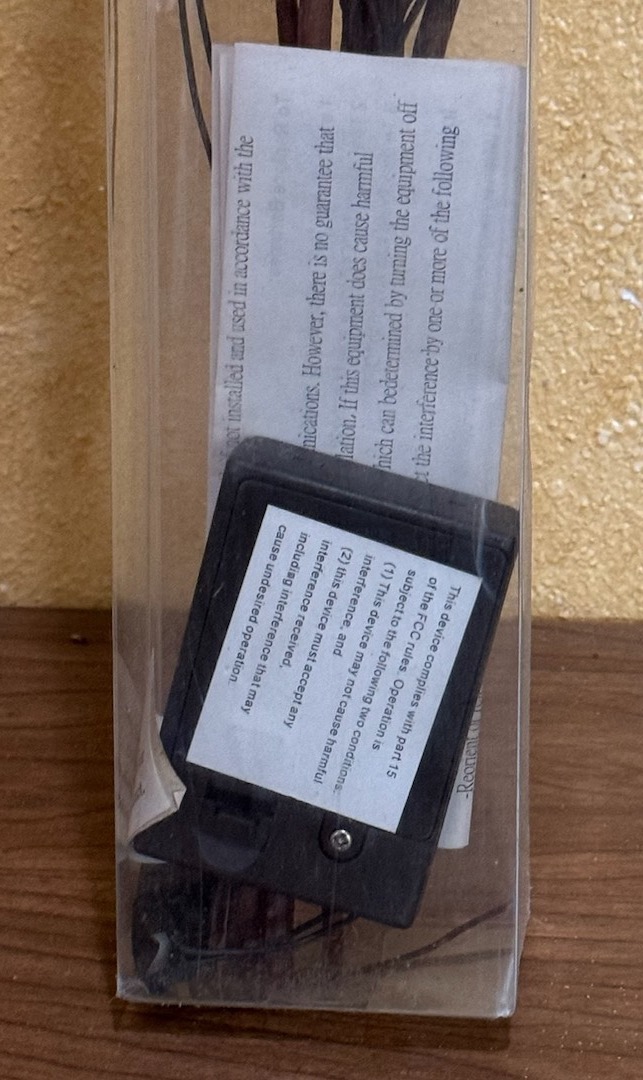 not installed and used in accordance with the
nications. However, there is no guarantee that
lation. If this equipment does cause harmful
hich can bedetermined by turning the equipment off
ct the interference by one or more of the following
-Reorient
This device complies with part 15
of the FCC rules. Operation is
subject to the following two conditions:
(1) This device may not cause harmful
interference, and
(2) this device must accept any
interference received,
including interference that may
cause undesired operation.